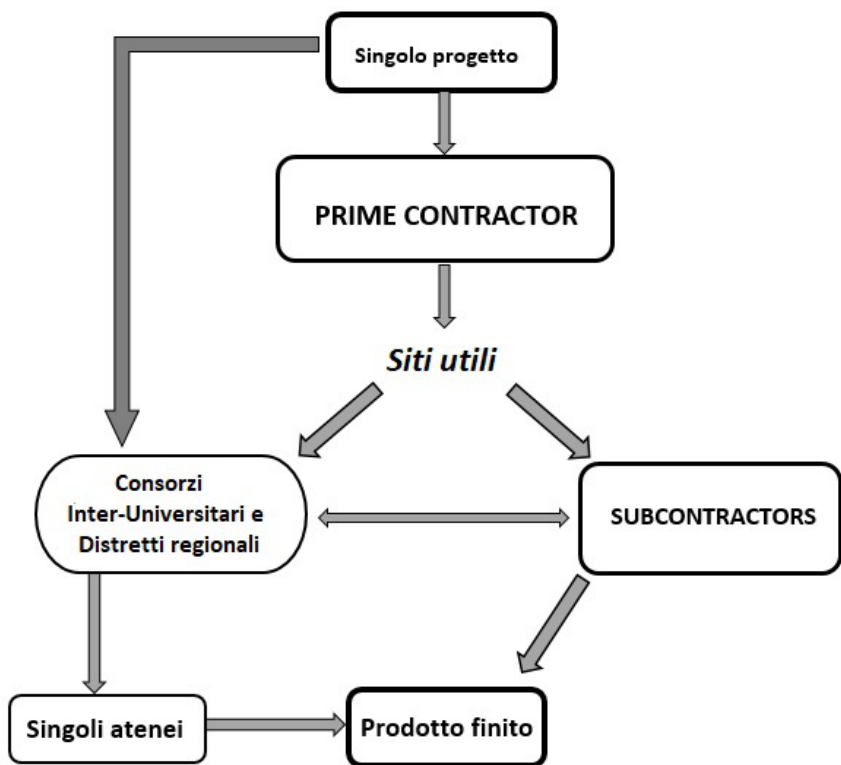 Singolo progetto
PRIME CONTRACTOR
Siti utili
Consorzi
Inter-Universitari e
Distretti regionali
SUBCONTRACTORS
Singoli atenei
Prodotto finito